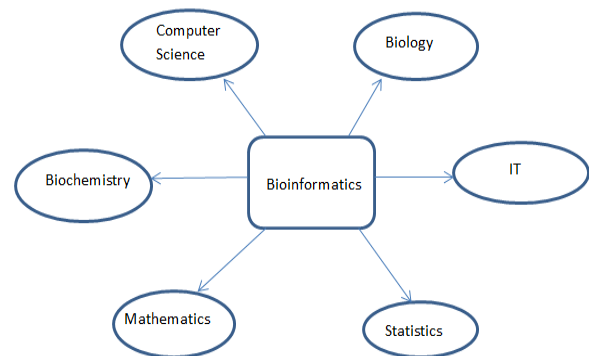 Computer
Science
Biology
Biochemistry
Bioinformatics
IT
Mathematics
Statistics